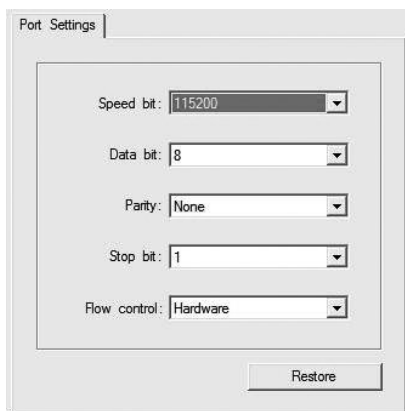 Port Settings
Speed bit: 115200
Data bit: 8
Parity: None
Stop bit: 1
Flow control: Hardware
Restore